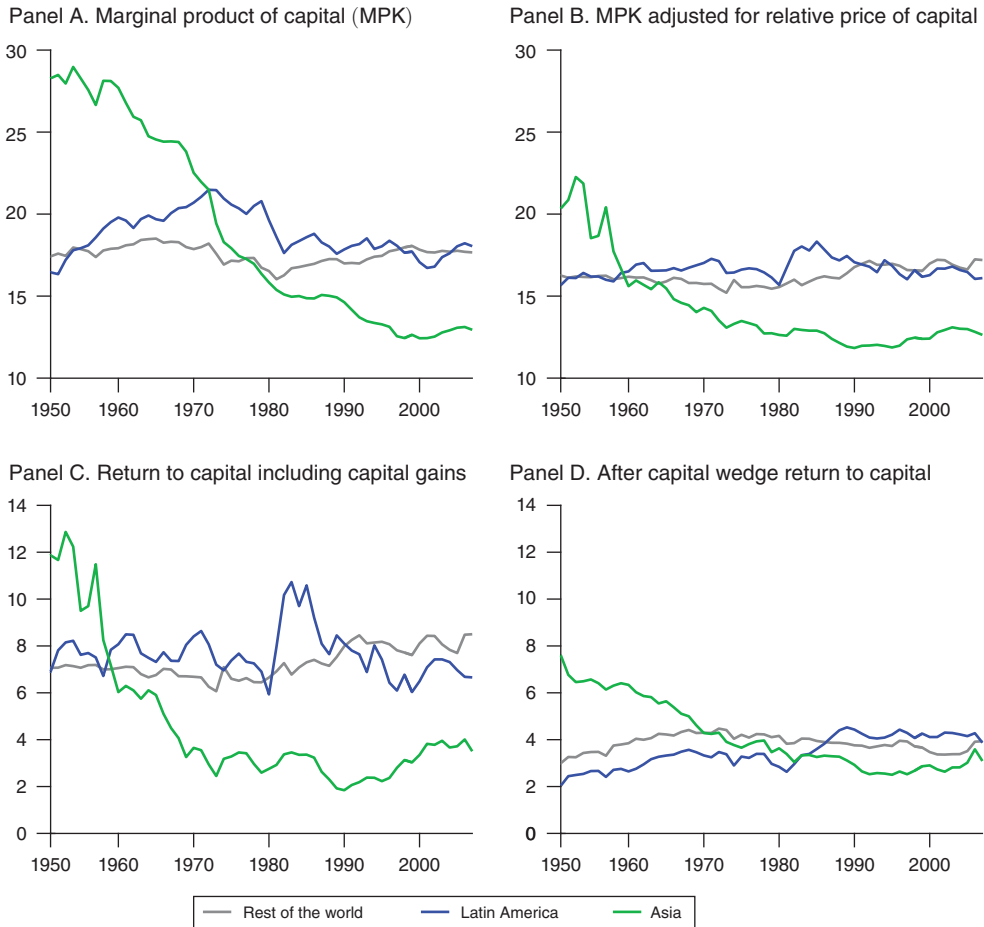 Panel A. Marginal product of capital (MPK)
30
25
20
15
10
1950 1960 1970 1980 1990 2000
Panel B. MPK adjusted for relative price of capital
30
25
20
15
10
1950 1960 1970 1980 1990 2000
Panel C. Return to capital including capital gains
14
12
10
8
6
4
2
0
1950 1960 1970 1980 1990 2000
Panel D. After capital wedge return to capital
14
12
10
8
6
4
2
0
1950 1960 1970 1980 1990 2000
Rest of the world Latin America Asia